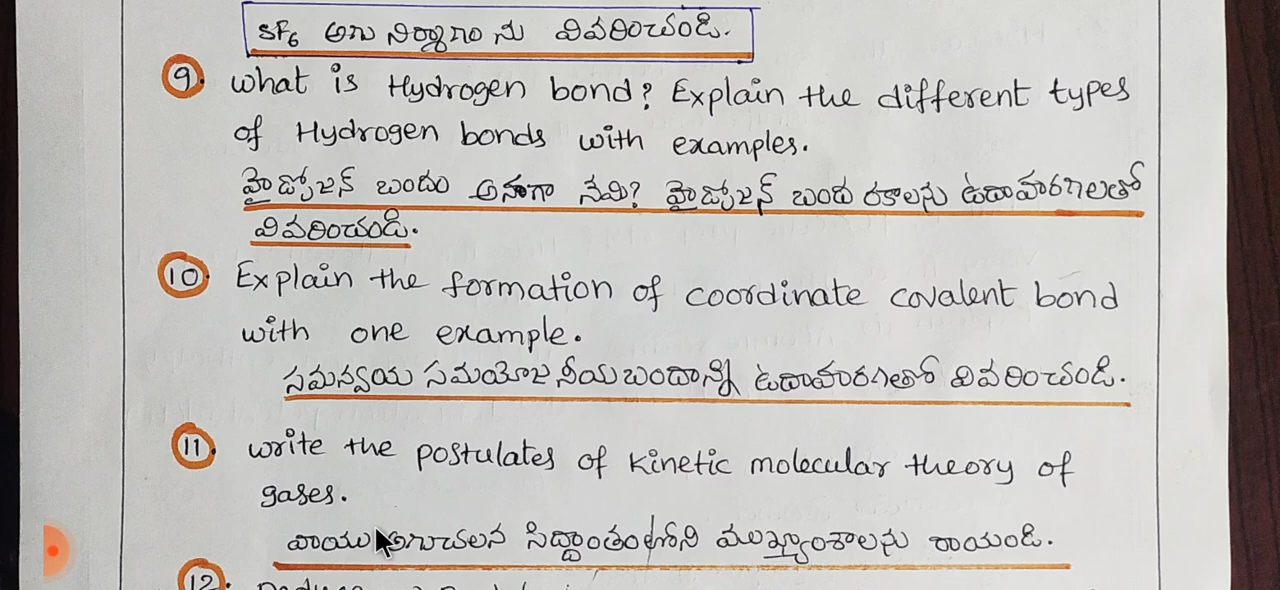 SF6 అణు నిర్మాణం ను వివరించండి.
9. What is Hydrogen bond? Explain the different types
of Hydrogen bonds with examples.
హైడ్రోజన్ బంధం అనగా నేమి? హైడ్రోజన్ బంధ రకాలను ఉదాహరణలతో
వివరించండి.
10. Explain the formation of coordinate covalent bond
with one example.
సమన్వయ సమయోజనీయ బంధాన్ని ఉదాహరణతో వివరించండి.
11. Write the postulates of kinetic molecular theory of
gases.
వాయు అణుచలన సిద్ధాంతంలోని ముఖ్యాంశాలను రాయండి.
12.